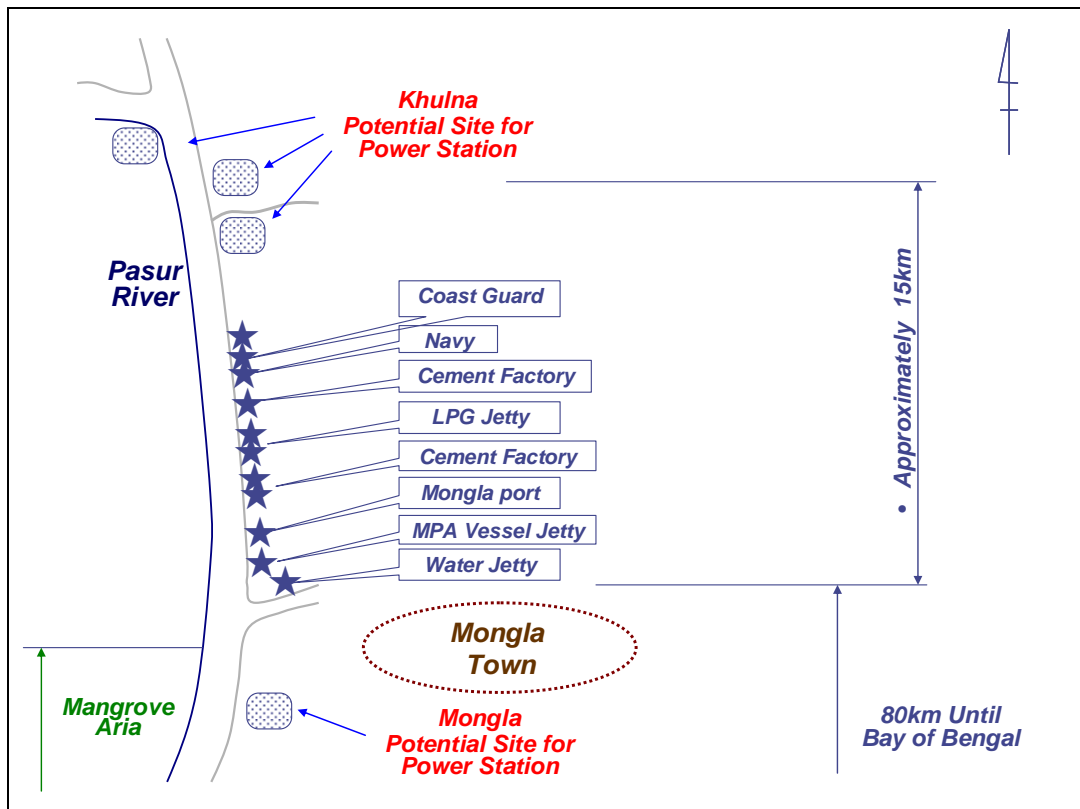 Khulna
Potential Site for
Power Station
Pasur
River
Coast Guard
Navy
Cement Factory
LPG Jetty
Cement Factory
Mongla port
MPA Vessel Jetty
Water Jetty
• Approximately 15km
Mongla
Town
Mangrove
Aria
Mongla
Potential Site for
Power Station
80km Until
Bay of Bengal